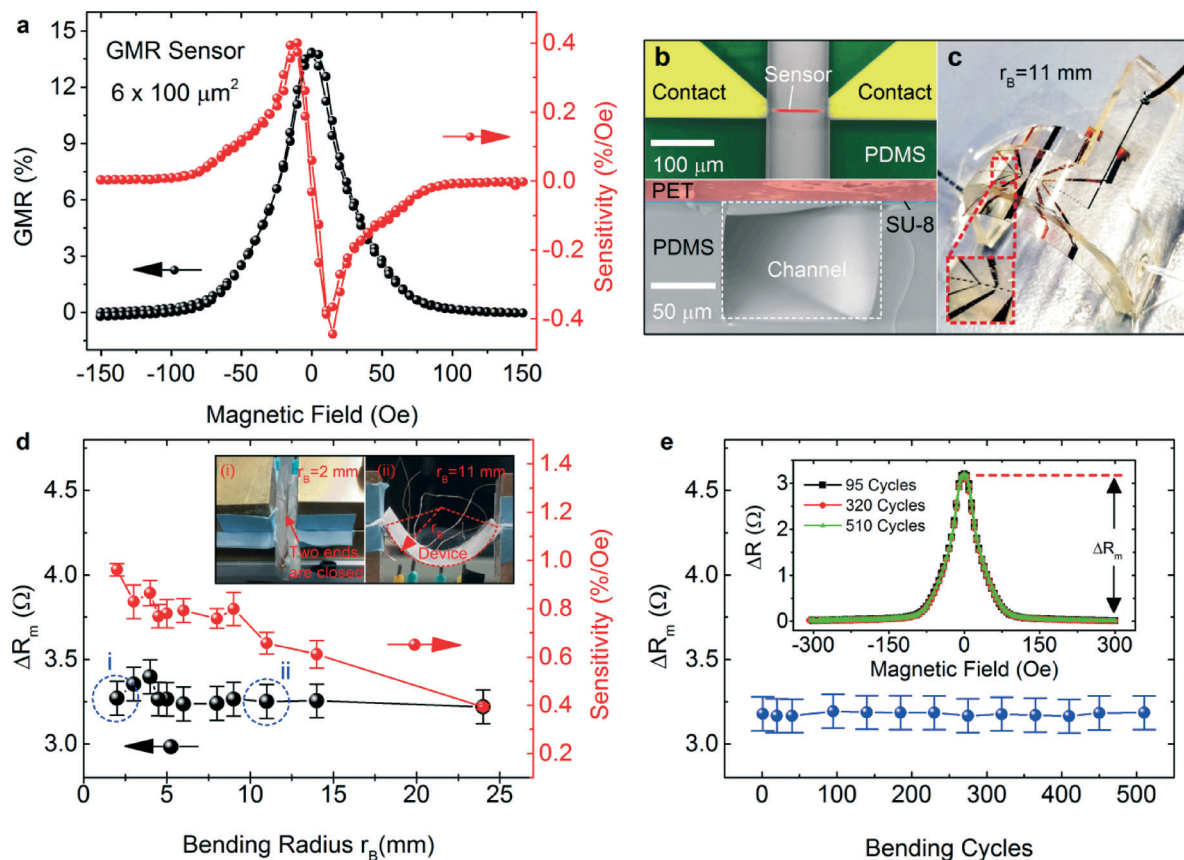 a
GMR Sensor
6 x 100 μm²
15
12
9
6
3
0
GMR (%)
0.4
0.2
0.0
-0.2
-0.4
Sensitivity (%/Oe)
-150 -100 -50 0 50 100 150
Magnetic Field (Oe)
b
Sensor
Contact Contact
100 μm
PDMS
PET
SU-8
PDMS
Channel
50 μm
c
r_B=11 mm
d
4.5
4.0
3.5
3.0
ΔR_m (Ω)
(i)
r_B=2 mm
Two ends
are closed
(ii)
r_B=11 mm
r_B
Device
i
ii
1.4
1.2
1.0
0.8
0.6
0.4
0.2
0.0
Sensitivity (%/Oe)
0 5 10 15 20 25
Bending Radius r_B(mm)
e
4.5
4.0
3.5
3.0
ΔR_m (Ω)
3
2
1
0
ΔR (Ω)
95 Cycles
320 Cycles
510 Cycles
ΔR_m
-300 -150 0 150 300
Magnetic Field (Oe)
0 100 200 300 400 500
Bending Cycles